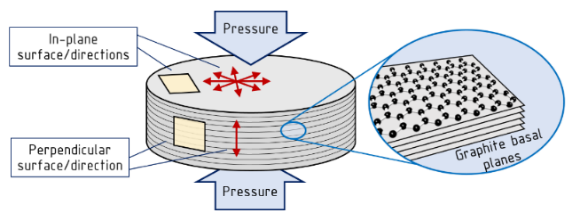 Pressure
In-plane
surface/directions
Perpendicular
surface/direction
Graphite basal
planes
Pressure